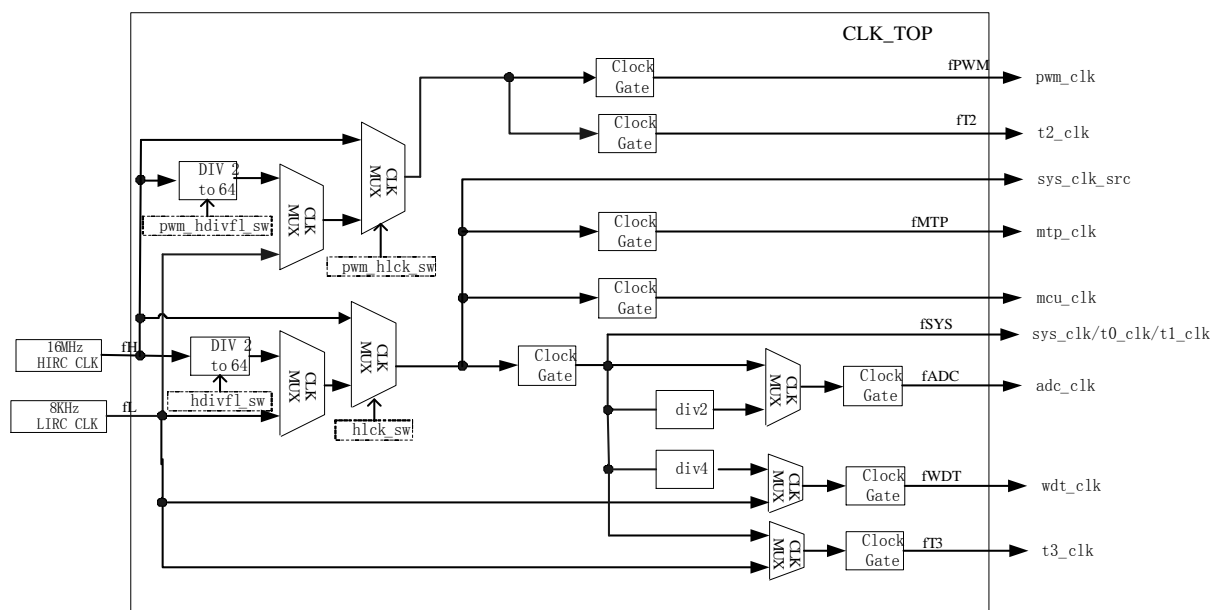 CLK_TOP
Clock
Gate
fPWM
pwm_clk
Clock
Gate
fT2
t2_clk
CLK
MUX
DIV 2
to 64
CLK
MUX
pwm_hdivfl_sw
pwm_hlck_sw
sys_clk_src
Clock
Gate
fMTP
mtp_clk
Clock
Gate
mcu_clk
16MHz
HIRC CLK
fH
DIV 2
to 64
CLK
MUX
CLK
MUX
hdivfl_sw
hlck_sw
8KHz
LIRC CLK
fL
Clock
Gate
fSYS
sys_clk/t0_clk/t1_clk
div2
CLK
MUX
Clock
Gate
fADC
adc_clk
div4
CLK
MUX
Clock
Gate
fWDT
wdt_clk
CLK
MUX
Clock
Gate
fT3
t3_clk